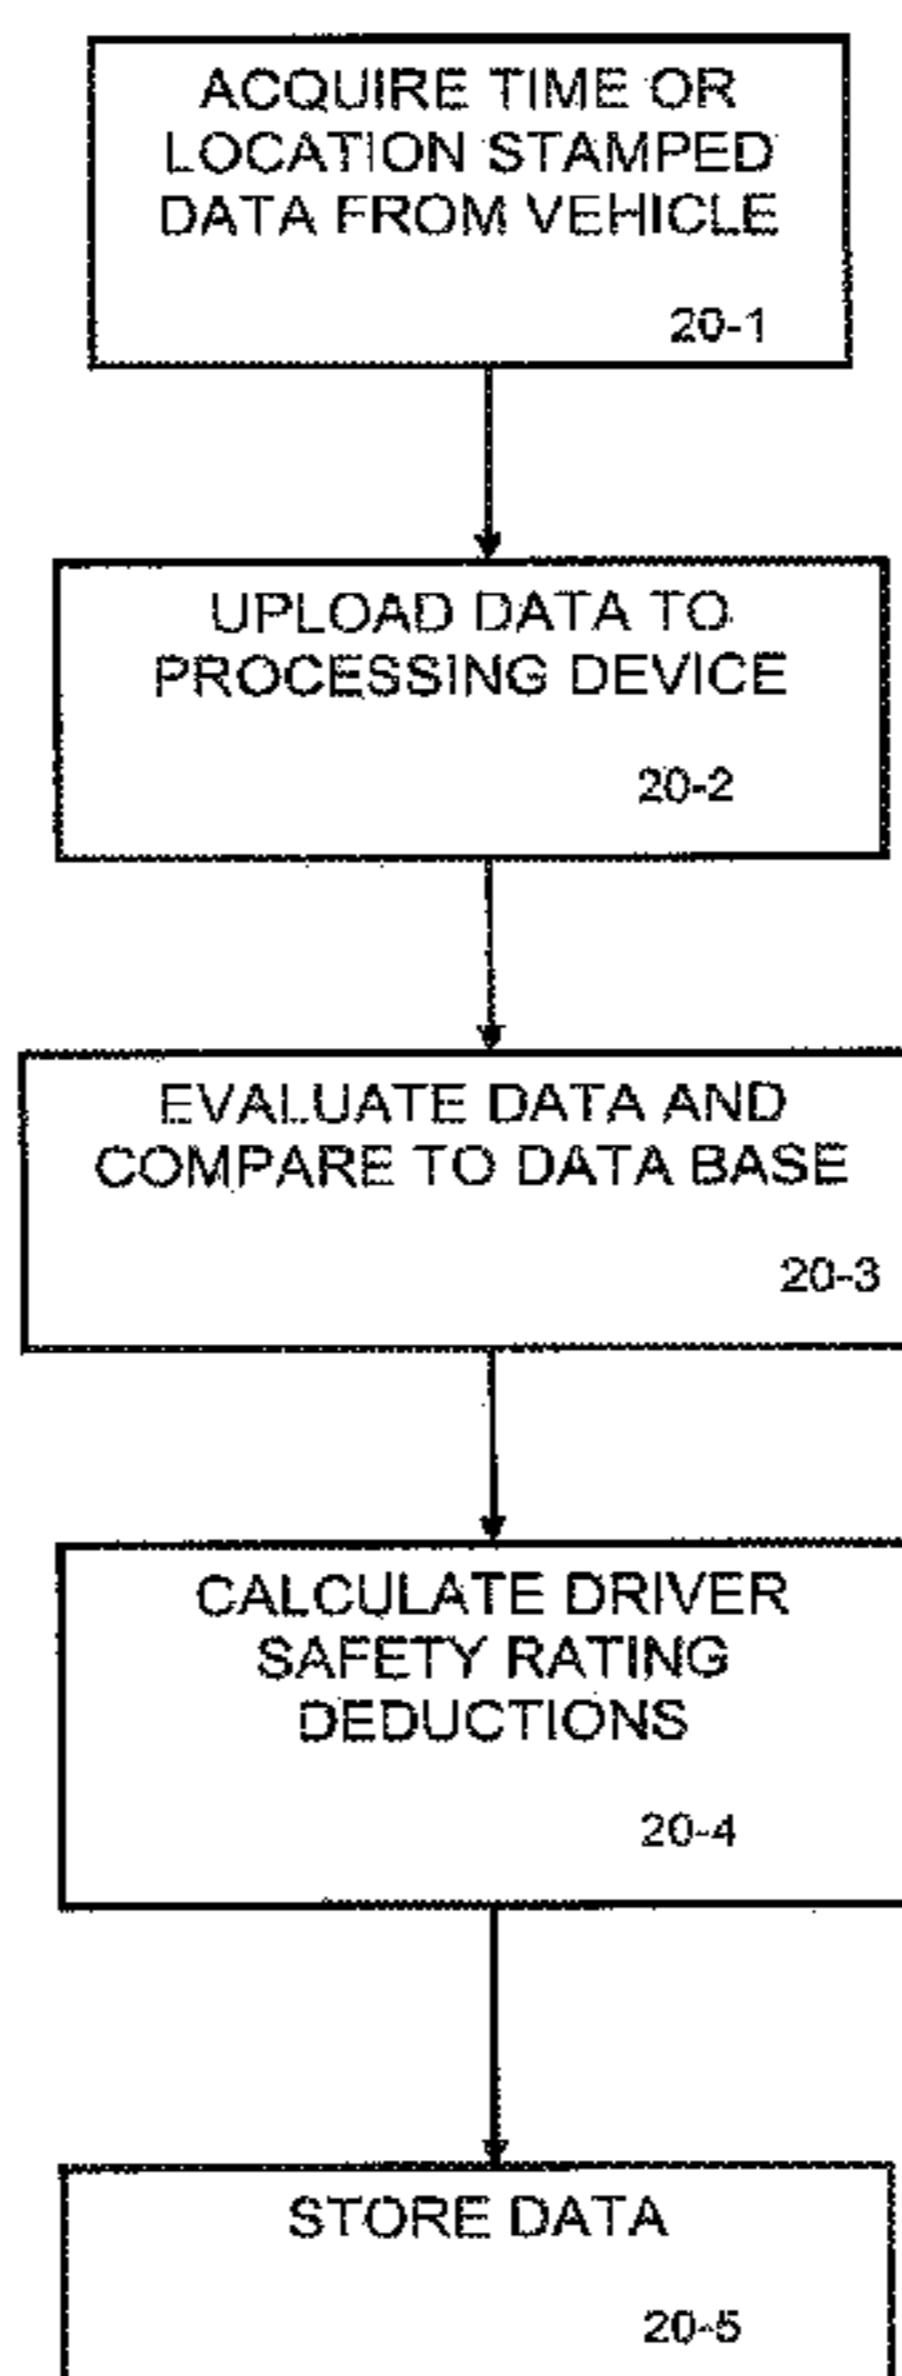 ACQUIRE TIME OR
LOCATION STAMPED
DATA FROM VEHICLE
20-1
UPLOAD DATA TO
PROCESSING DEVICE
20-2
EVALUATE DATA AND
COMPARE TO DATA BASE
20-3
CALCULATE DRIVER
SAFETY RATING
DEDUCTIONS
20-4
STORE DATA
20-5